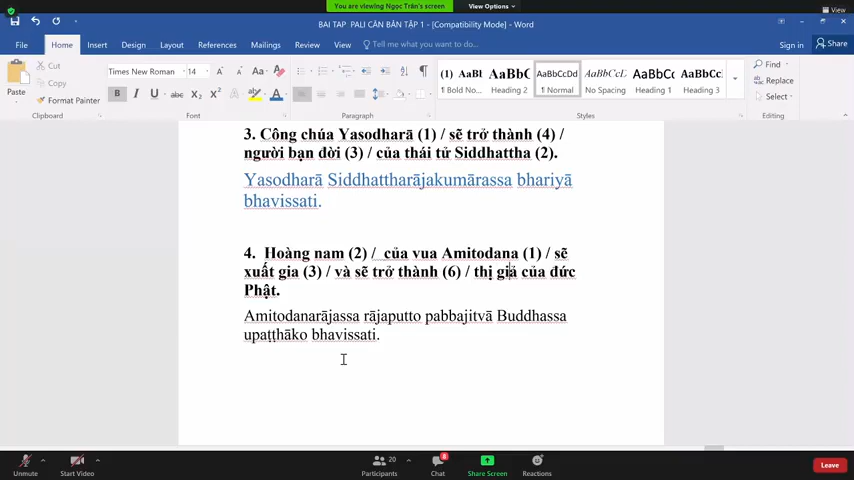 You are viewing Ngọc Trân's screen
View Options
View
BAI TAP PALI CĂN BẢN TẬP 1 - [Compatibility Mode] - Word
File Home Insert Design Layout References Mailings Review View Tell me what you want to do...
Sign in Share
Cut
Copy
Format Painter
Paste
Times New Roman 14
Find
Replace
Select
(1) AaBl AaBbC AaBbCcDd AaBbCcL AaBbCc AaBbCc
¶ Bold No... Heading 2 ¶ Normal No Spacing Heading 1 Heading 3
Clipboard Font Paragraph Styles Editing
3. Công chúa Yasodharā (1) / sẽ trở thành (4) /
người bạn đời (3) / của thái tử Siddhattha (2).
Yasodharā Siddhattharājakumārassa bhariyā
bhavissati.
4. Hoàng nam (2) / của vua Amitodana (1) / sẽ
xuất gia (3) / và sẽ trở thành (6) / thị giả của đức
Phật.
Amitodanarājassa rājaputto pabbajitvā Buddhassa
upaṭṭhāko bhavissati.
20
8
Unmute Start Video Participants Chat Share Screen Reactions Leave